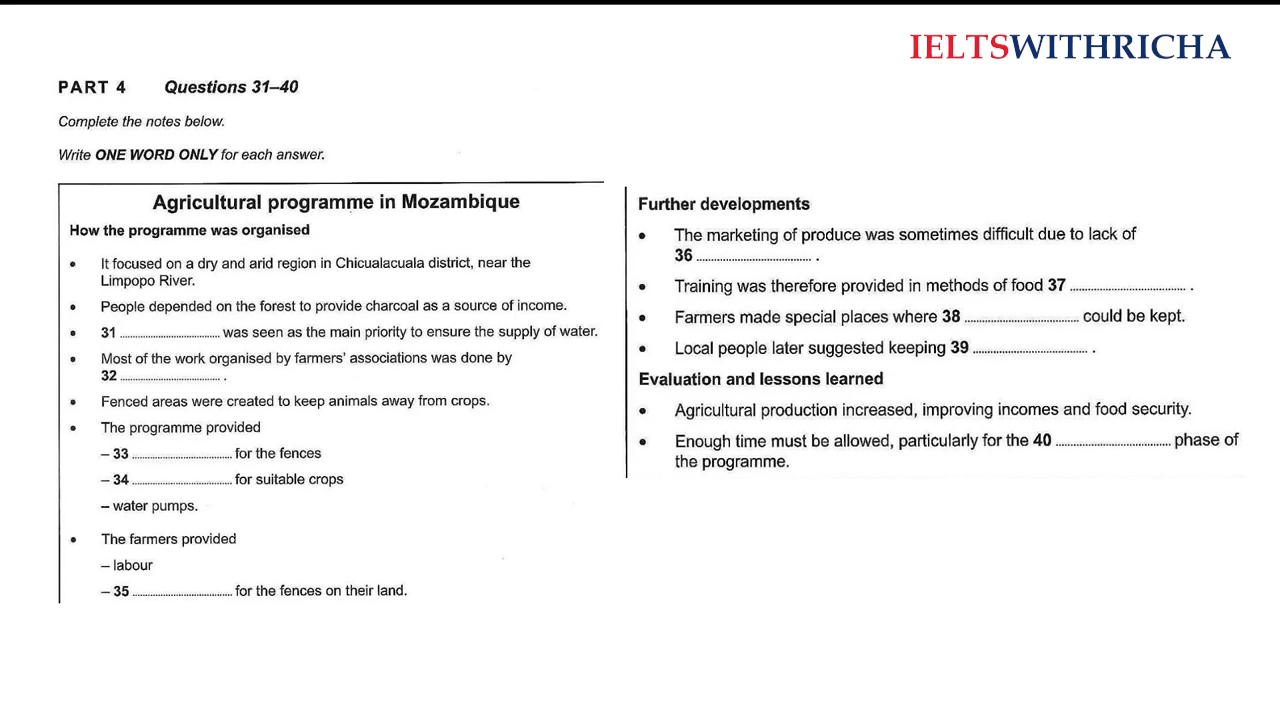 IELTSWITHRICHA
PART 4 Questions 31–40
Complete the notes below.
Write ONE WORD ONLY for each answer.
Agricultural programme in Mozambique
How the programme was organised
• It focused on a dry and arid region in Chicualacuala district, near the
Limpopo River.
• People depended on the forest to provide charcoal as a source of income.
• 31 .................... was seen as the main priority to ensure the supply of water.
• Most of the work organised by farmers' associations was done by
32 .................... .
• Fenced areas were created to keep animals away from crops.
• The programme provided
– 33 .................... for the fences
– 34 .................... for suitable crops
– water pumps.
• The farmers provided
– labour
– 35 .................... for the fences on their land.
Further developments
• The marketing of produce was sometimes difficult due to lack of
36 .................... .
• Training was therefore provided in methods of food 37 .................... .
• Farmers made special places where 38 .................... could be kept.
• Local people later suggested keeping 39 .................... .
Evaluation and lessons learned
• Agricultural production increased, improving incomes and food security.
• Enough time must be allowed, particularly for the 40 .................... phase of
the programme.